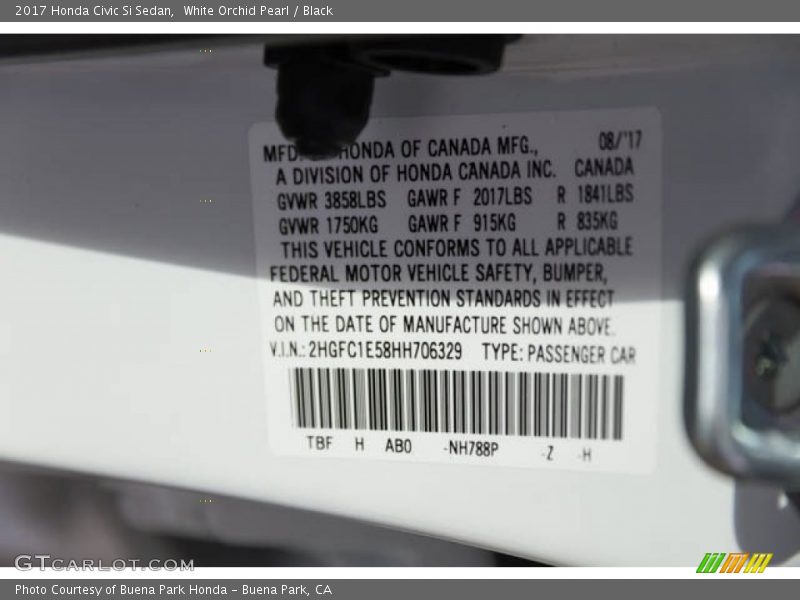 2017 Honda Civic Si Sedan,  White Orchid Pearl / Black
MFD. HONDA OF CANADA MFG., 08/'17
A DIVISION OF HONDA CANADA INC. CANADA
GVWR 3858LBS GAWR F 2017LBS R 1841LBS
GVWR 1750KG GAWR F 915KG R 835KG
THIS VEHICLE CONFORMS TO ALL APPLICABLE
FEDERAL MOTOR VEHICLE SAFETY, BUMPER,
AND THEFT PREVENTION STANDARDS IN EFFECT
ON THE DATE OF MANUFACTURE SHOWN ABOVE.
V.I.N.: 2HGFC1E58HH706329 TYPE: PASSENGER CAR
TBF H AB0 -NH788P -Z -H
GTCARLOT.COM
Photo Courtesy of Buena Park Honda - Buena Park, CA